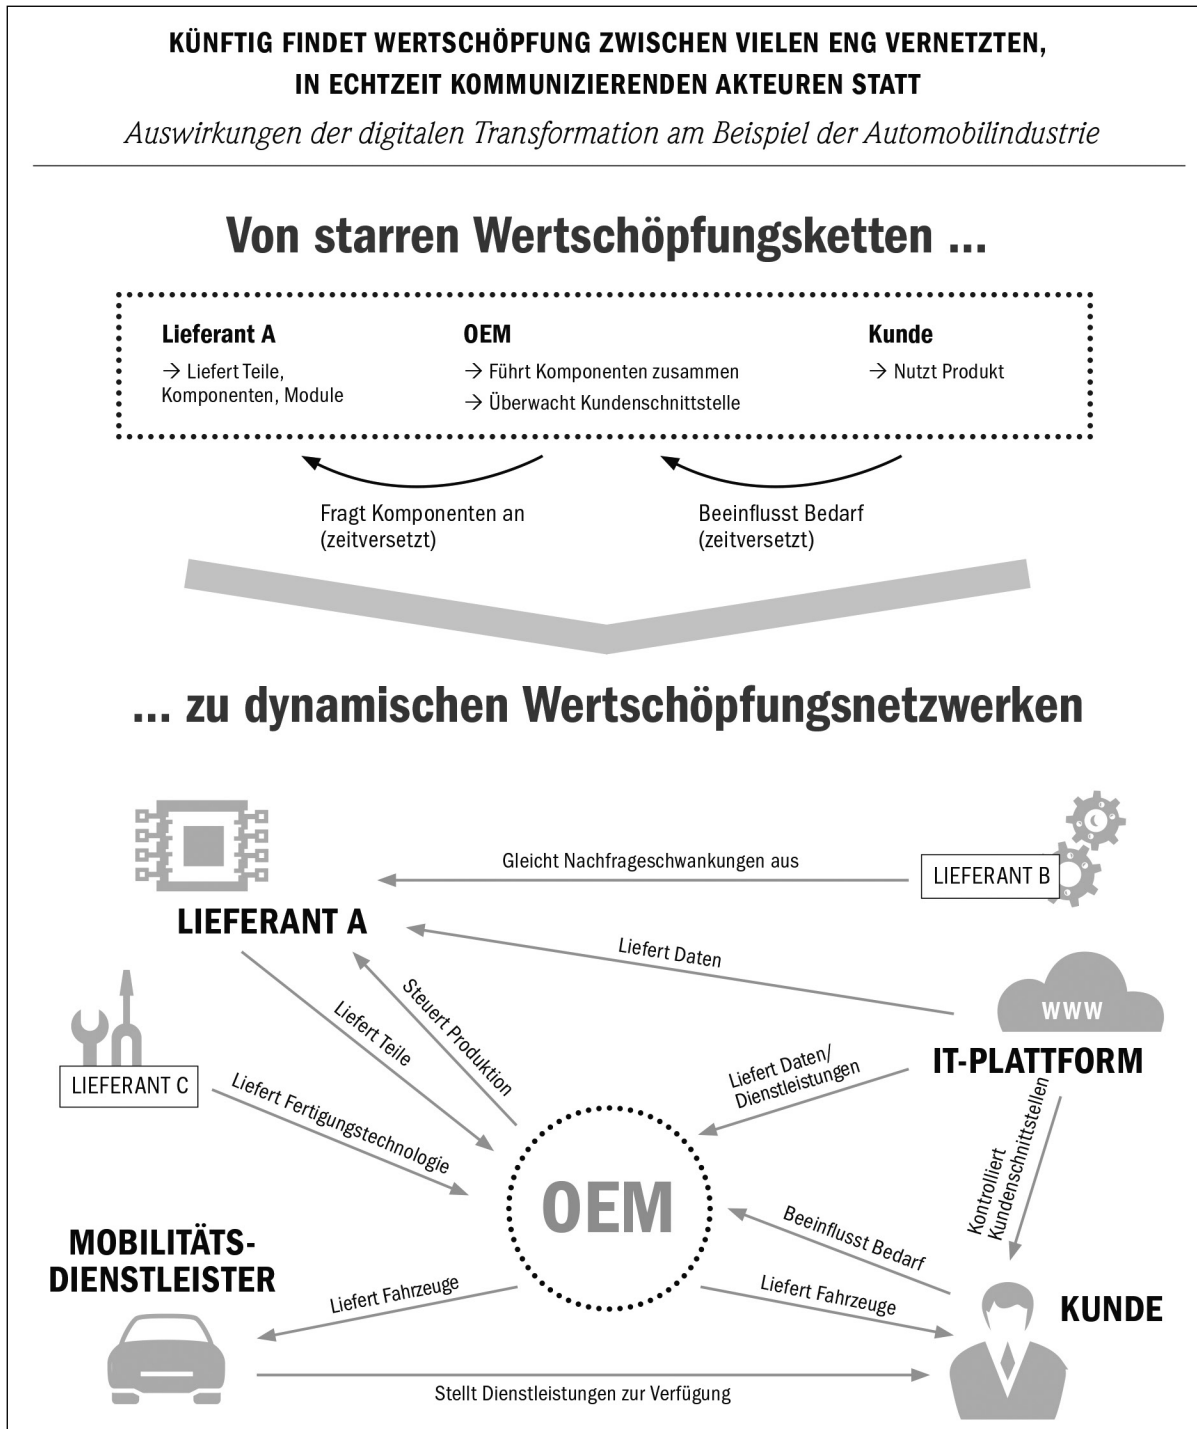 KÜNFTIG FINDET WERTSCHÖPFUNG ZWISCHEN VIELEN ENG VERNETZTEN,
IN ECHTZEIT KOMMUNIZIERENDEN AKTEUREN STATT
Auswirkungen der digitalen Transformation am Beispiel der Automobilindustrie
Von starren Wertschöpfungsketten ...
Lieferant A
→ Liefert Teile,
Komponenten, Module
OEM
→ Führt Komponenten zusammen
→ Überwacht Kundenschnittstelle
Kunde
→ Nutzt Produkt
Fragt Komponenten an
(zeitversetzt)
Beeinflusst Bedarf
(zeitversetzt)
... zu dynamischen Wertschöpfungsnetzwerken
Gleicht Nachfrageschwankungen aus
LIEFERANT B
LIEFERANT A
Liefert Daten
WWW
IT-PLATTFORM
Steuert Produktion
Liefert Teile
LIEFERANT C
Liefert Fertigungstechnologie
Liefert Daten/
Dienstleistungen
Kontrolliert
Kundenschnittstellen
OEM
Beeinflusst Bedarf
MOBILITÄTS-
DIENSTLEISTER
Liefert Fahrzeuge
Liefert Fahrzeuge
KUNDE
Stellt Dienstleistungen zur Verfügung